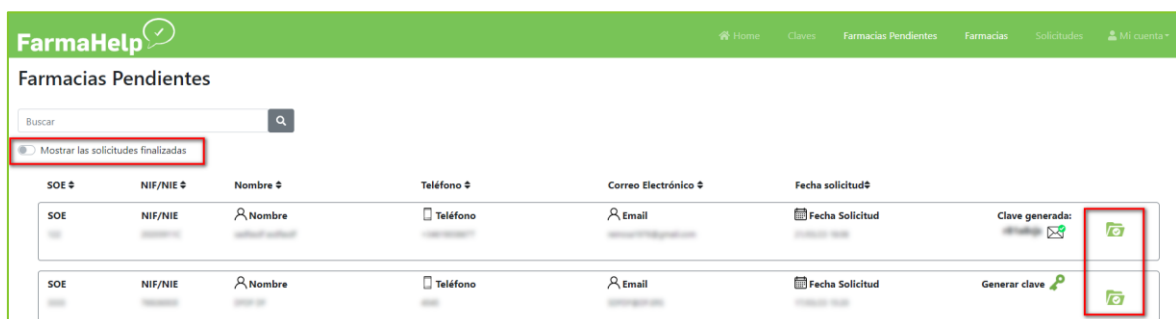 FarmaHelp
Home Claves Farmacias Pendientes Farmacias Solicitudes Mi cuenta
Farmacias Pendientes
Buscar
Mostrar las solicitudes finalizadas
SOE NIF/NIE Nombre Teléfono Correo Electrónico Fecha solicitud
SOE NIF/NIE Nombre Teléfono Email Fecha Solicitud Clave generada:
SOE NIF/NIE Nombre Teléfono Email Fecha Solicitud Generar clave